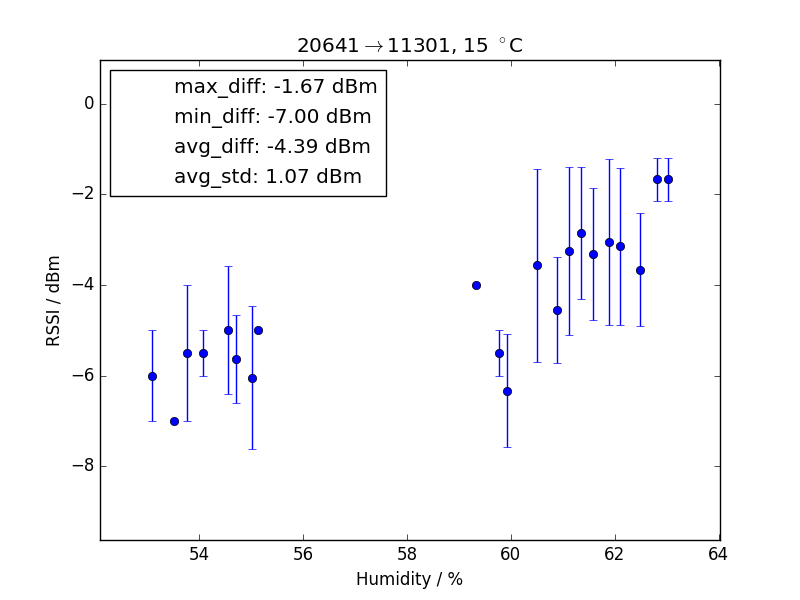 20641→11301, 15 °C
max_diff: -1.67 dBm
min_diff: -7.00 dBm
avg_diff: -4.39 dBm
avg_std: 1.07 dBm
RSSI / dBm
0
−2
−4
−6
−8
54 56 58 60 62 64
Humidity / %